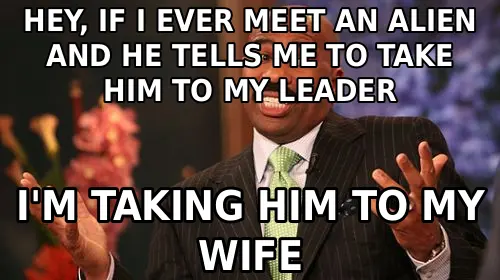 HEY, IF I EVER MEET AN ALIEN
AND HE TELLS ME TO TAKE
HIM TO MY LEADER
I'M TAKING HIM TO MY
WIFE